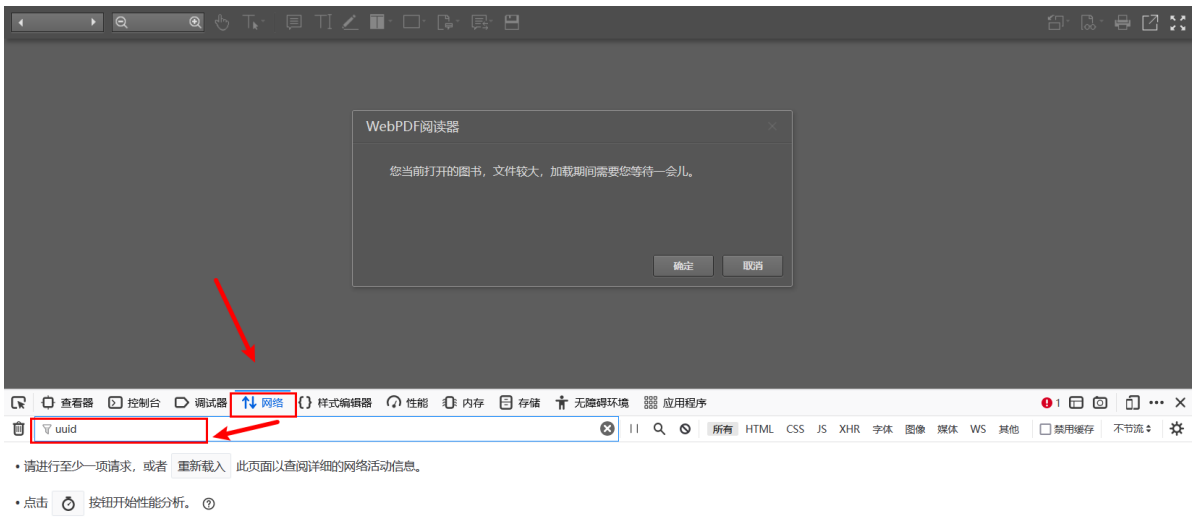 WebPDF阅读器
您当前打开的图书，文件较大，加载期间需要您等待一会儿。
确定 取消
查看器 控制台 调试器 网络 样式编辑器 性能 内存 存储 无障碍环境 应用程序 1
uuid 所有 HTML CSS JS XHR 字体 图像 媒体 WS 其他 禁用缓存 不节流
•请进行至少一项请求，或者 重新载入 此页面以查阅详细的网络活动信息。
•点击 按钮开始性能分析。